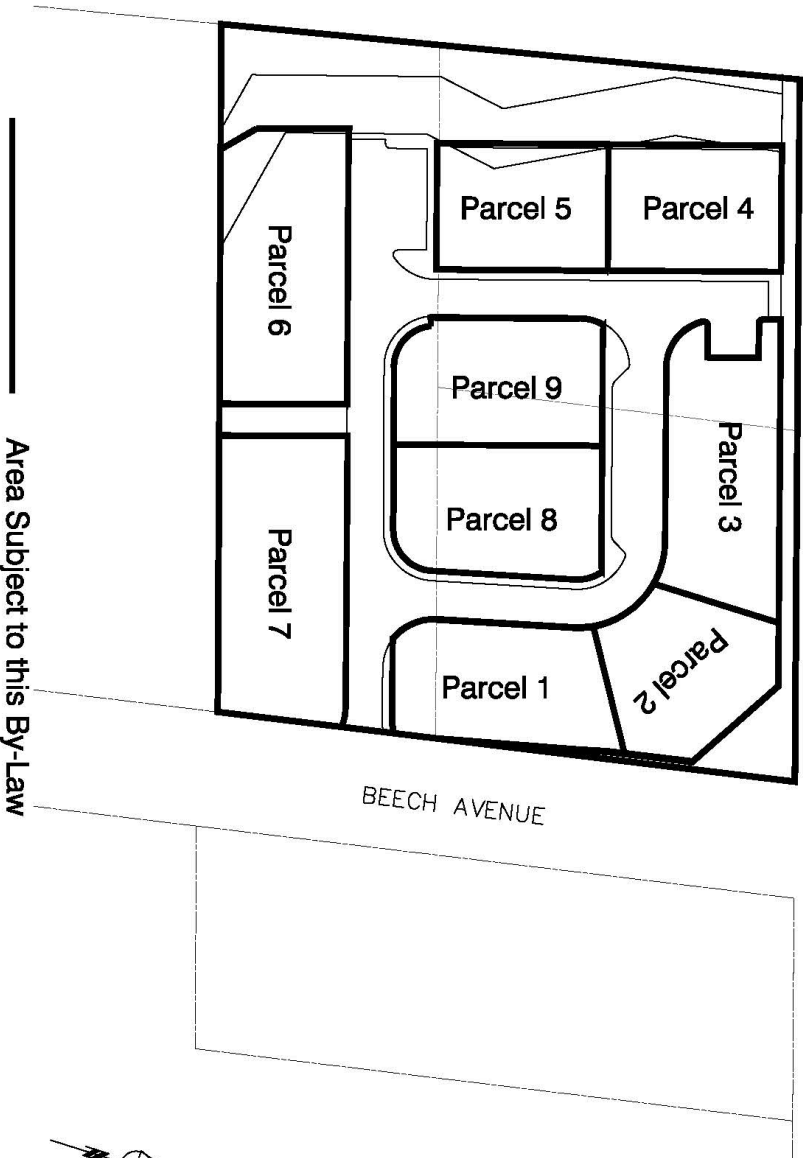 Parcel 5
Parcel 4
Parcel 6
Parcel 9
Parcel 3
Parcel 8
Parcel 7
Parcel 2
Parcel 1
BEECH AVENUE
Area Subject to this By-Law